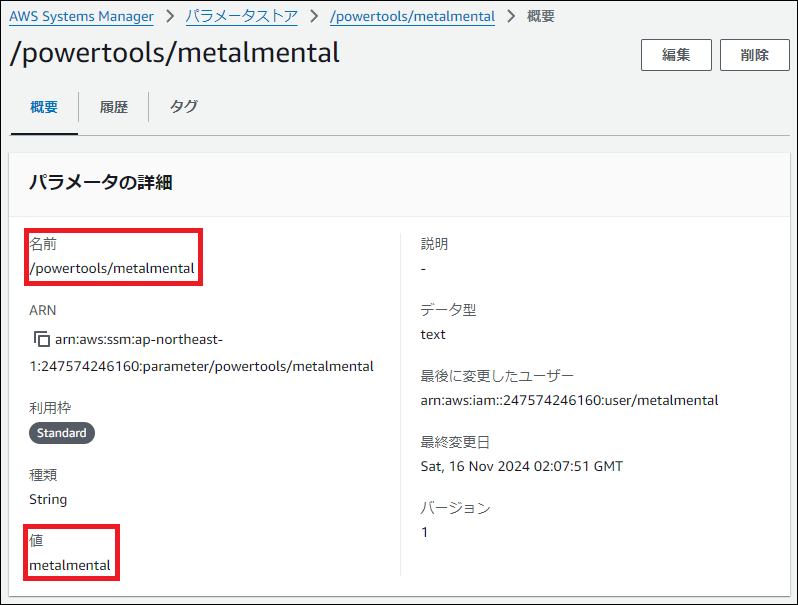 AWS Systems Manager > パラメータストア > /powertools/metalmental > 概要
/powertools/metalmental
編集
削除
概要
履歴
タグ
パラメータの詳細
名前
/powertools/metalmental
ARN
arn:aws:ssm:ap-northeast-
1:247574246160:parameter/powertools/metalmental
利用枠
Standard
種類
String
値
metalmental
説明
-
データ型
text
最後に変更したユーザー
arn:aws:iam::247574246160:user/metalmental
最終変更日
Sat, 16 Nov 2024 02:07:51 GMT
バージョン
1